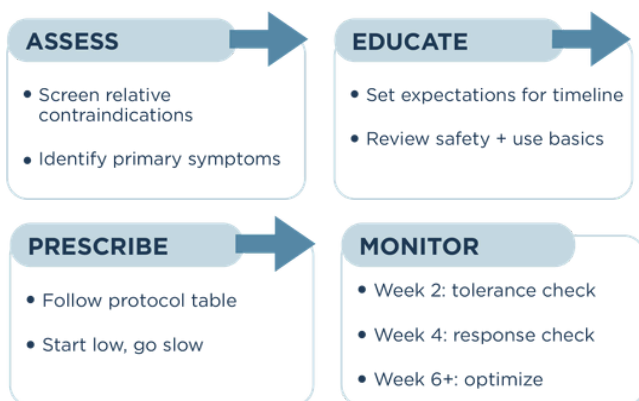 ASSESS
• Screen relative
contraindications
• Identify primary symptoms
EDUCATE
• Set expectations for timeline
• Review safety + use basics
PRESCRIBE
• Follow protocol table
• Start low, go slow
MONITOR
• Week 2: tolerance check
• Week 4: response check
• Week 6+: optimize